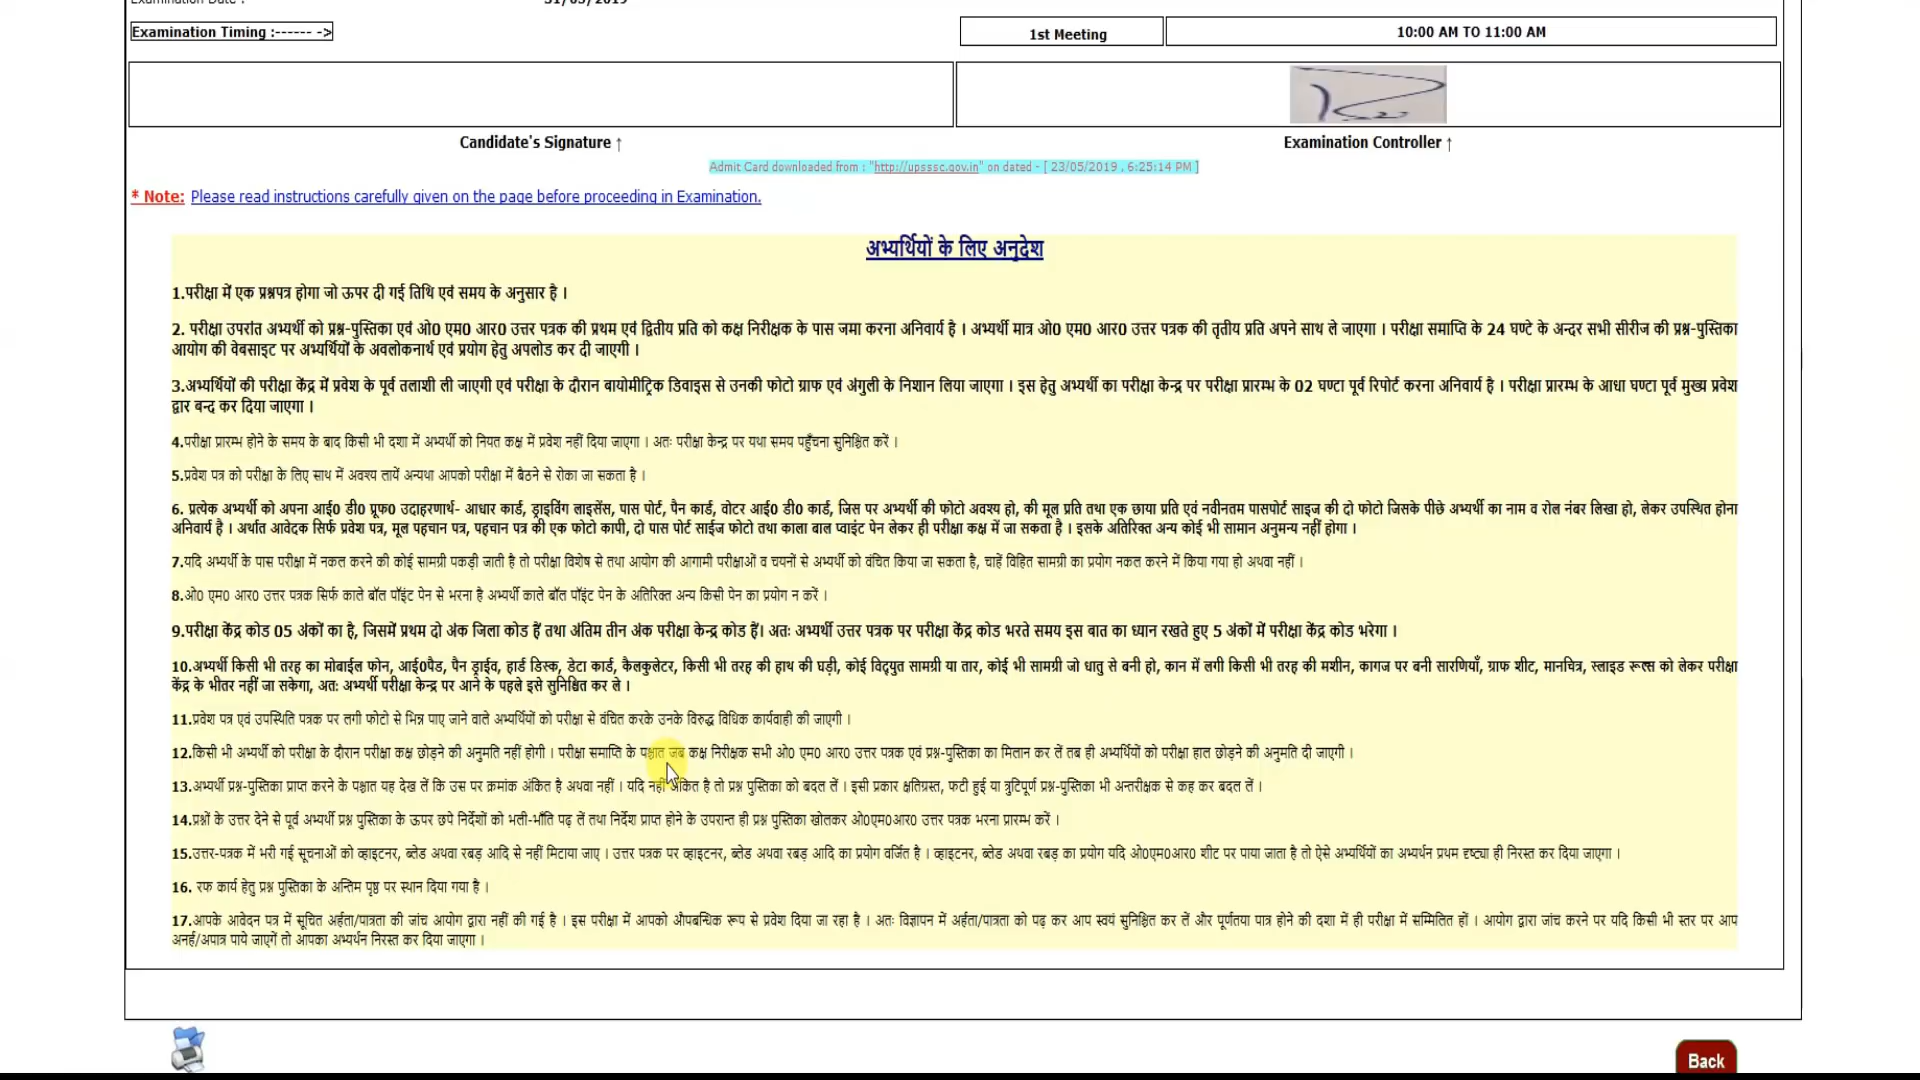 Examination Date :
31/05/2019
Examination Timing :------ ->
1st Meeting
10:00 AM TO 11:00 AM
Candidate's Signature ↑
Examination Controller ↑
Admit Card downloaded from : "http://upsssc.gov.in" on dated - [ 23/05/2019 , 6:25:14 PM ]
* Note: Please read instructions carefully given on the page before proceeding in Examination.
अभ्यर्थियों के लिए अनुदेश
1.परीक्षा में एक प्रश्नपत्र होगा जो ऊपर दी गई तिथि एवं समय के अनुसार है ।
2. परीक्षा उपरांत अभ्यर्थी को प्रश्न-पुस्तिका एवं ओ0 एम0 आर0 उत्तर पत्रक की प्रथम एवं द्वितीय प्रति को कक्ष निरीक्षक के पास जमा करना अनिवार्य है । अभ्यर्थी मात्र ओ0 एम0 आर0 उत्तर पत्रक की तृतीय प्रति अपने साथ ले जाएगा । परीक्षा समाप्ति के 24 घण्टे के अन्दर सभी सीरीज की प्रश्न-पुस्तिका
आयोग की वेबसाइट पर अभ्यर्थियों के अवलोकनार्थ एवं प्रयोग हेतु अपलोड कर दी जाएगी ।
3.अभ्यर्थियों की परीक्षा केंद्र में प्रवेश के पूर्व तलाशी ली जाएगी एवं परीक्षा के दौरान बायोमीट्रिक डिवाइस से उनकी फोटो ग्राफ एवं अंगुली के निशान लिया जाएगा । इस हेतु अभ्यर्थी का परीक्षा केन्द्र पर परीक्षा प्रारम्भ के 02 घण्टा पूर्व रिपोर्ट करना अनिवार्य है । परीक्षा प्रारम्भ के आधा घण्टा पूर्व मुख्य प्रवेश
द्वार बन्द कर दिया जाएगा ।
4.परीक्षा प्रारम्भ होने के समय के बाद किसी भी दशा में अभ्यर्थी को नियत कक्ष में प्रवेश नहीं दिया जाएगा । अतः परीक्षा केन्द्र पर यथा समय पहुँचना सुनिश्चित करें ।
5.प्रवेश पत्र को परीक्षा के लिए साथ में अवश्य लायें अन्यथा आपको परीक्षा में बैठने से रोका जा सकता है ।
6. प्रत्येक अभ्यर्थी को अपना आई0 डी0 प्रूफ0 उदाहरणार्थ- आधार कार्ड, ड्राइविंग लाइसेंस, पास पोर्ट, पैन कार्ड, वोटर आई0 डी0 कार्ड, जिस पर अभ्यर्थी की फोटो अवश्य हो, की मूल प्रति तथा एक छाया प्रति एवं नवीनतम पासपोर्ट साइज की दो फोटो जिसके पीछे अभ्यर्थी का नाम व रोल नंबर लिखा हो, लेकर उपस्थित होना
अनिवार्य है । अर्थात आवेदक सिर्फ प्रवेश पत्र, मूल पहचान पत्र, पहचान पत्र की एक फोटो कापी, दो पास पोर्ट साईज फोटो तथा काला बाल प्वाइंट पेन लेकर ही परीक्षा कक्ष में जा सकता है । इसके अतिरिक्त अन्य कोई भी सामान अनुमन्य नहीं होगा ।
7.यदि अभ्यर्थी के पास परीक्षा में नकल करने की कोई सामग्री पकड़ी जाती है तो परीक्षा विशेष से तथा आयोग की आगामी परीक्षाओं व चयनों से अभ्यर्थी को वंचित किया जा सकता है, चाहें विहित सामग्री का प्रयोग नकल करने में किया गया हो अथवा नहीं ।
8.ओ0 एम0 आर0 उत्तर पत्रक सिर्फ काले बॉल पॉइंट पेन से भरना है अभ्यर्थी काले बॉल पॉइंट पेन के अतिरिक्त अन्य किसी पेन का प्रयोग न करें ।
9.परीक्षा केंद्र कोड 05 अंकों का है, जिसमें प्रथम दो अंक जिला कोड हैं तथा अंतिम तीन अंक परीक्षा केन्द्र कोड हैं। अतः अभ्यर्थी उत्तर पत्रक पर परीक्षा केंद्र कोड भरते समय इस बात का ध्यान रखते हुए 5 अंकों में परीक्षा केंद्र कोड भरेगा ।
10.अभ्यर्थी किसी भी तरह का मोबाईल फोन, आई0पैड, पैन ड्राईव, हार्ड डिस्क, डेटा कार्ड, कैलकुलेटर, किसी भी तरह की हाथ की घड़ी, कोई विद्युत सामग्री या तार, कोई भी सामग्री जो धातु से बनी हो, कान में लगी किसी भी तरह की मशीन, कागज पर बनी सारणियाँ, ग्राफ शीट, मानचित्र, स्लाइड रूल्स को लेकर परीक्षा
केंद्र के भीतर नहीं जा सकेगा, अतः अभ्यर्थी परीक्षा केन्द्र पर आने के पहले इसे सुनिश्चित कर ले ।
11.प्रवेश पत्र एवं उपस्थिति पत्रक पर लगी फोटो से भिन्न पाए जाने वाले अभ्यर्थियों को परीक्षा से वंचित करके उनके विरुद्ध विधिक कार्यवाही की जाएगी ।
12.किसी भी अभ्यर्थी को परीक्षा के दौरान परीक्षा कक्ष छोड़ने की अनुमति नहीं होगी । परीक्षा समाप्ति के पश्चात जब कक्ष निरीक्षक सभी ओ0 एम0 आर0 उत्तर पत्रक एवं प्रश्न-पुस्तिका का मिलान कर लें तब ही अभ्यर्थियों को परीक्षा हाल छोड़ने की अनुमति दी जाएगी ।
13.अभ्यर्थी प्रश्न-पुस्तिका प्राप्त करने के पश्चात यह देख लें कि उस पर क्रमांक अंकित है अथवा नहीं । यदि नहीं अंकित है तो प्रश्न पुस्तिका को बदल लें । इसी प्रकार क्षतिग्रस्त, फटी हुई या त्रुटिपूर्ण प्रश्न-पुस्तिका भी अन्तरीक्षक से कह कर बदल लें ।
14.प्रश्नों के उत्तर देने से पूर्व अभ्यर्थी प्रश्न पुस्तिका के ऊपर छपे निर्देशों को भली-भाँति पढ़ लें तथा निर्देश प्राप्त होने के उपरान्त ही प्रश्न पुस्तिका खोलकर ओ0एम0आर0 उत्तर पत्रक भरना प्रारम्भ करें ।
15.उत्तर-पत्रक में भरी गई सूचनाओं को व्हाइटनर, ब्लेड अथवा रबड़ आदि से नहीं मिटाया जाए । उत्तर पत्रक पर व्हाइटनर, ब्लेड अथवा रबड़ आदि का प्रयोग वर्जित है । व्हाइटनर, ब्लेड अथवा रबड़ का प्रयोग यदि ओ0एम0आर0 शीट पर पाया जाता है तो ऐसे अभ्यर्थियों का अभ्यर्थन प्रथम दृष्ट्या ही निरस्त कर दिया जाएगा ।
16. रफ कार्य हेतु प्रश्न पुस्तिका के अन्तिम पृष्ठ पर स्थान दिया गया है ।
17.आपके आवेदन पत्र में सूचित अर्हता/पात्रता की जांच आयोग द्वारा नहीं की गई है । इस परीक्षा में आपको औपबन्धिक रूप से प्रवेश दिया जा रहा है । अतः विज्ञापन में अर्हता/पात्रता को पढ़ कर आप स्वयं सुनिश्चित कर लें और पूर्णतया पात्र होने की दशा में ही परीक्षा में सम्मिलित हों । आयोग द्वारा जांच करने पर यदि किसी भी स्तर पर आप
अनर्ह/अपात्र पाये जाएगें तो आपका अभ्यर्थन निरस्त कर दिया जाएगा ।
Back